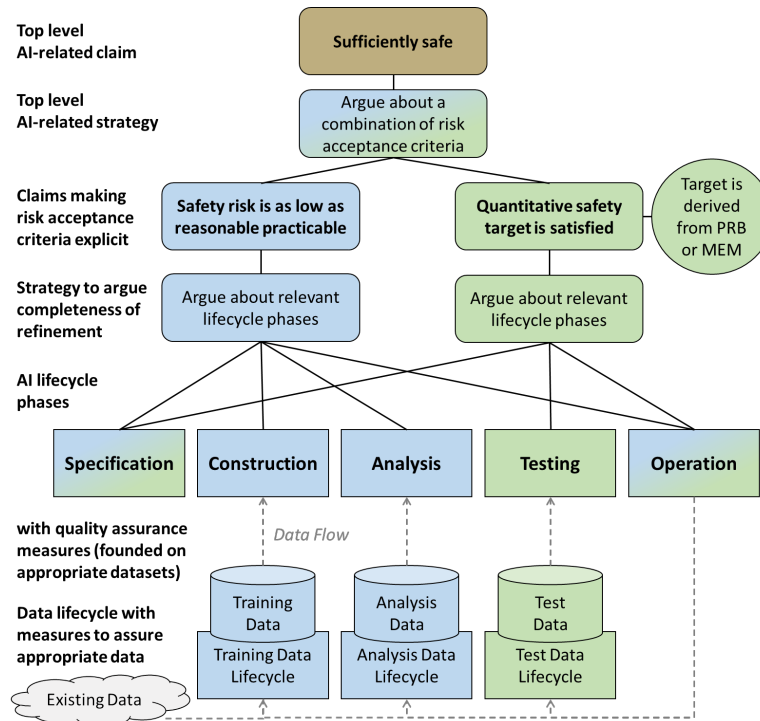 Top level
AI-related claim
Sufficiently safe
Top level
AI-related strategy
Argue about a
combination of risk
acceptance criteria
Claims making
risk acceptance
criteria explicit
Safety risk is as low as
reasonable practicable
Quantitative safety
target is satisfied
Target is
derived
from PRB
or MEM
Strategy to argue
completeness of
refinement
Argue about relevant
lifecycle phases
Argue about relevant
lifecycle phases
AI lifecycle
phases
Specification
Construction
Analysis
Testing
Operation
with quality assurance
measures (founded on
appropriate datasets)
Data Flow
Data lifecycle with
measures to assure
appropriate data
Training
Data
Training Data
Lifecycle
Analysis
Data
Analysis Data
Lifecycle
Test
Data
Test Data
Lifecycle
Existing Data